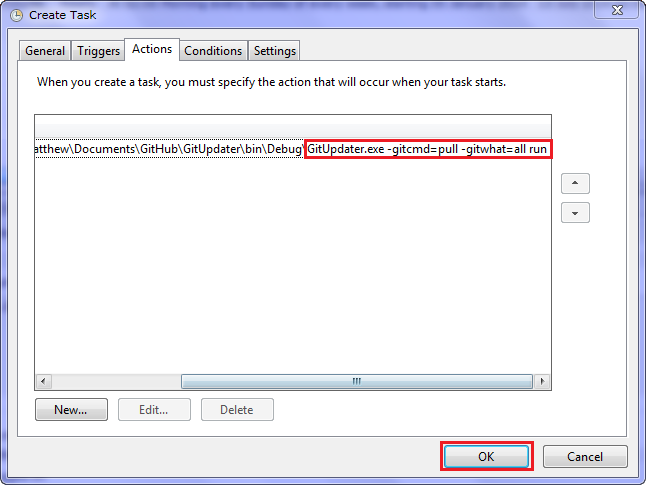 Create Task
General Triggers Actions Conditions Settings
When you create a task, you must specify the action that will occur when your task starts.
atthew\Documents\GitHub\GitUpdater\bin\Debug\GitUpdater.exe -gitcmd=pull -gitwhat=all run
New... Edit... Delete
OK Cancel